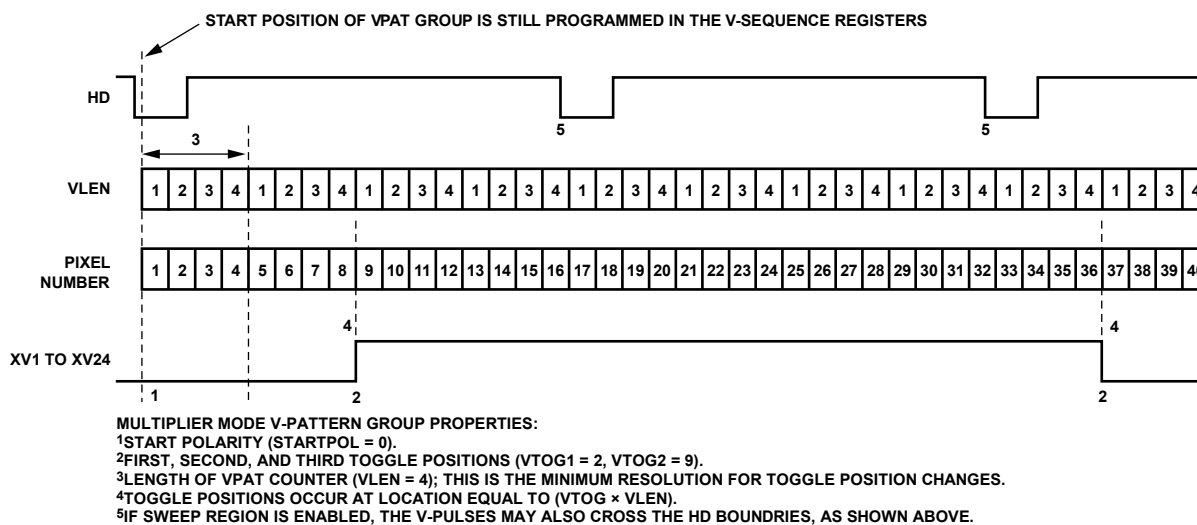 START POSITION OF VPAT GROUP IS STILL PROGRAMMED IN THE V-SEQUENCE REGISTERS
HD
5
5
3
VLEN
1 2 3 4 1 2 3 4 1 2 3 4 1 2 3 4 1 2 3 4 1 2 3 4 1 2 3 4 1 2 3 4 1 2 3 4 1 2 3 4
PIXEL
NUMBER
1 2 3 4 5 6 7 8 9 10 11 12 13 14 15 16 17 18 19 20 21 22 23 24 25 26 27 28 29 30 31 32 33 34 35 36 37 38 39 40
4
4
XV1 TO XV24
1
2
2
MULTIPLIER MODE V-PATTERN GROUP PROPERTIES:
1START POLARITY (STARTPOL = 0).
2FIRST, SECOND, AND THIRD TOGGLE POSITIONS (VTOG1 = 2, VTOG2 = 9).
3LENGTH OF VPAT COUNTER (VLEN = 4); THIS IS THE MINIMUM RESOLUTION FOR TOGGLE POSITION CHANGES.
4TOGGLE POSITIONS OCCUR AT LOCATION EQUAL TO (VTOG × VLEN).
5IF SWEEP REGION IS ENABLED, THE V-PULSES MAY ALSO CROSS THE HD BOUNDRIES, AS SHOWN ABOVE.